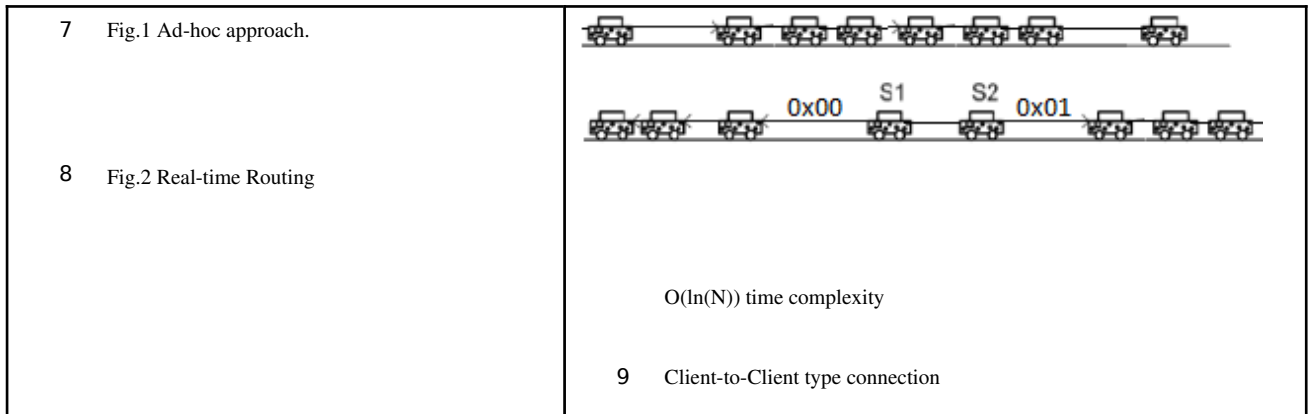 7 Fig.1 Ad-hoc approach.
8 Fig.2 Real-time Routing
S1 S2
0x00 0x01
O(ln(N)) time complexity
9 Client-to-Client type connection